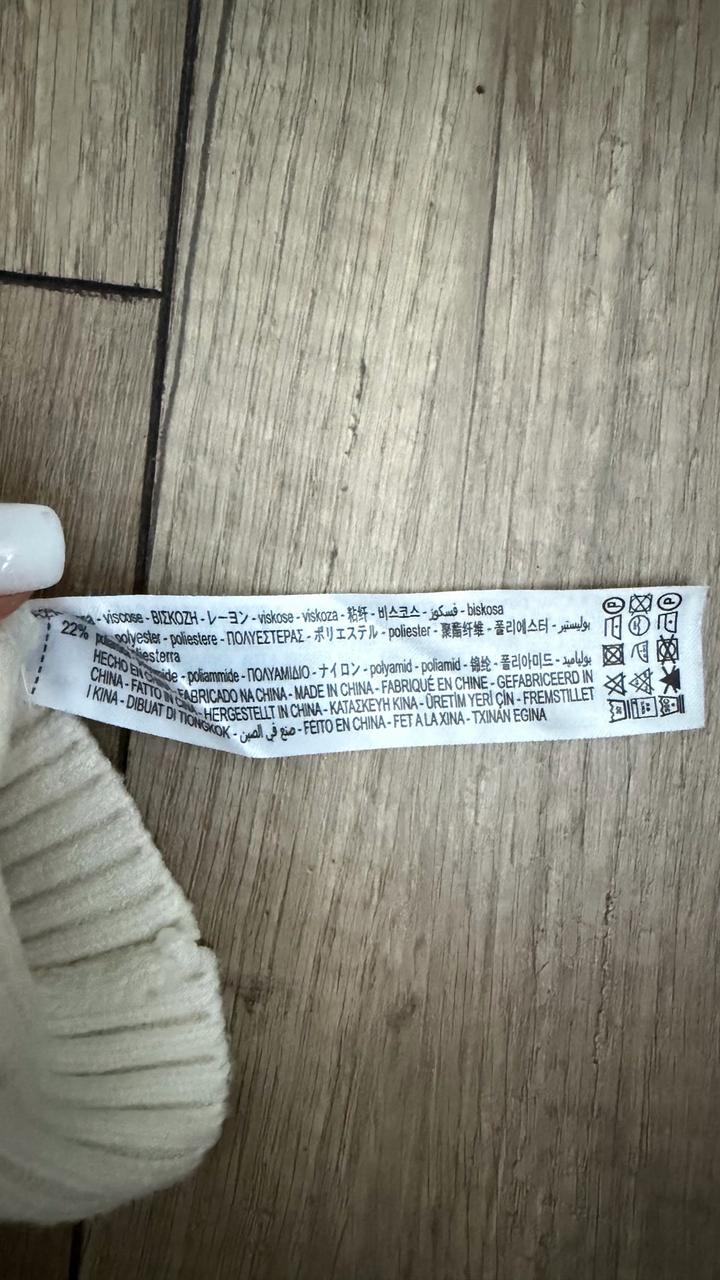 - viscose - ΒΙΣΚΟΖΗ - レーヨン - viskose - viskoza - 粘纤 - 비스코스 - فسكوز - biskosa
22% polyester - poliestere - ΠΟΛΥΕΣΤΕΡΑΣ - ポリエステル - poliester - 聚酯纤维 - 폴리에스터 - بوليستير -
- poliammide - ΠΟΛΥΑΜΙΔΙΟ - ナイロン - polyamid - poliamid - 锦纶 - 폴리아미드 - بولياميد
HECHO EN
CHINA - FATTO FABRICADO NA CHINA - MADE IN CHINA - FABRIQUÉ EN CHINE - GEFABRICEERD IN
HERGESTELLT IN CHINA - ΚΑΤΑΣΚΕΥΗ ΚΙΝΑ - ÜRETİM YERİ ÇİN - FREMSTILLET
I KINA - DIBUAT DI TIONGKOK - صنع في الصين - FEITO EN CHINA - FET A LA XINA - TXINAN EGINA